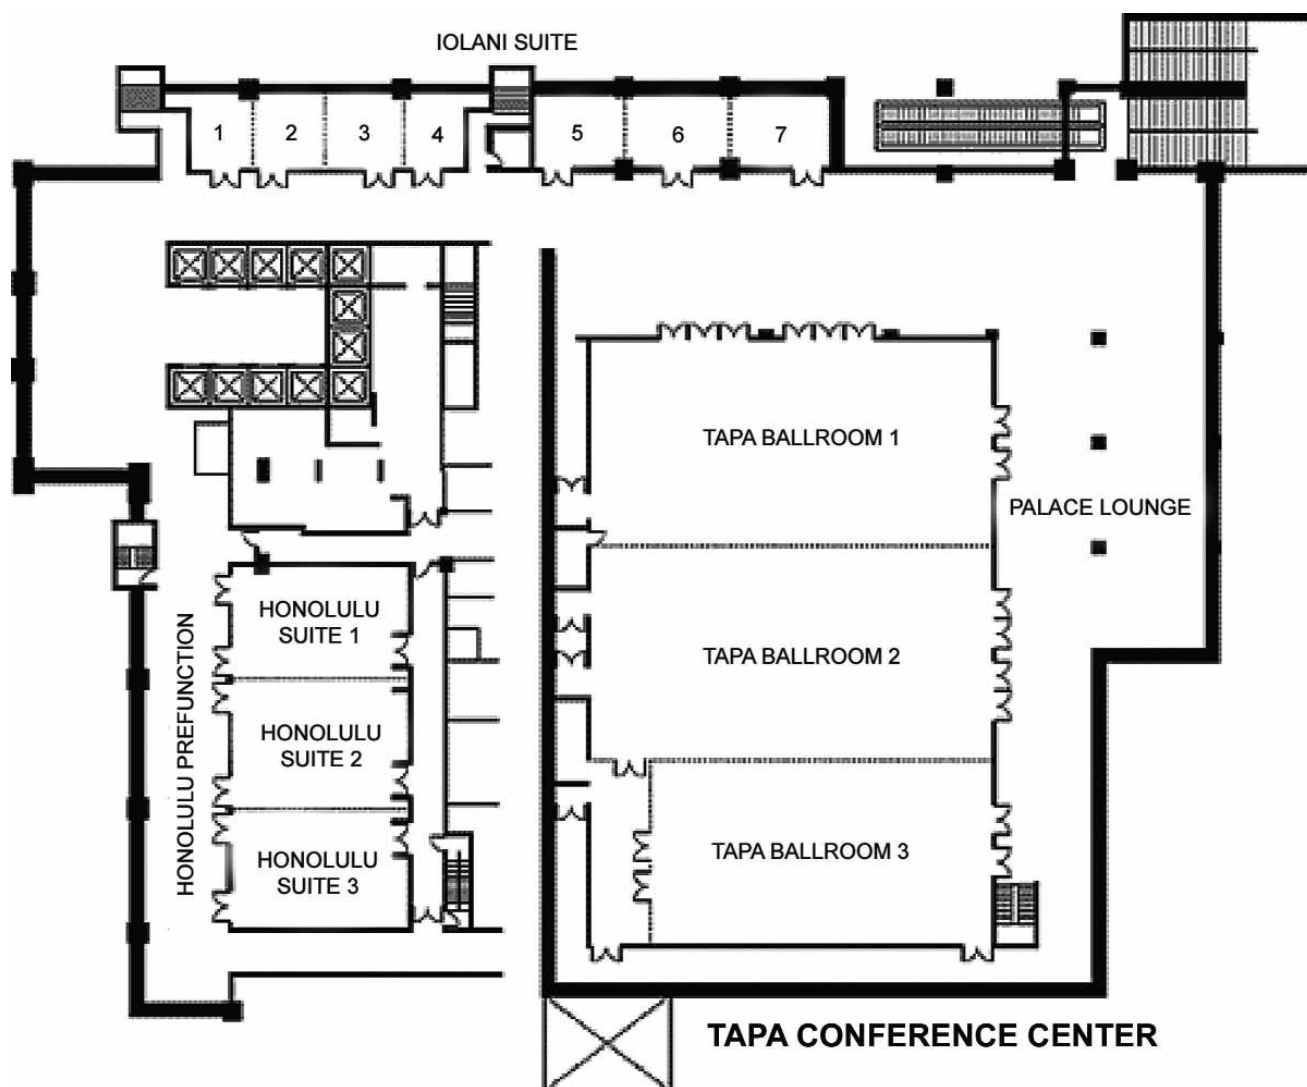 IOLANI SUITE
1 2 3 4 5 6 7
TAPA BALLROOM 1
PALACE LOUNGE
HONOLULU PREFUNCTION
HONOLULU
SUITE 1
TAPA BALLROOM 2
HONOLULU
SUITE 2
TAPA BALLROOM 3
HONOLULU
SUITE 3
TAPA CONFERENCE CENTER